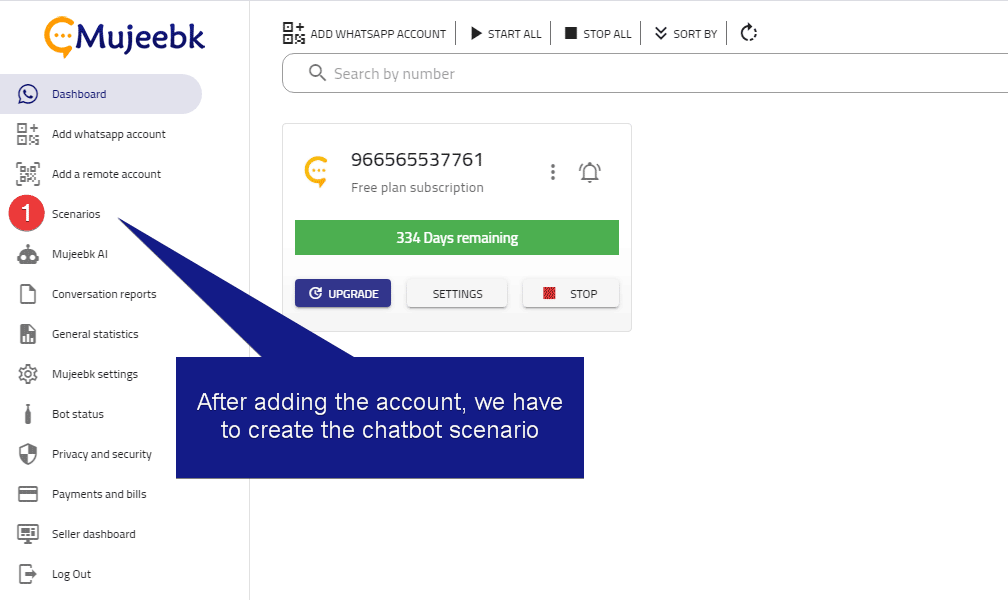 Mujeebk
ADD WHATSAPP ACCOUNT
START ALL
STOP ALL
SORT BY
Search by number
Dashboard
Add whatsapp account
Add a remote account
1
Scenarios
Mujeebk AI
Conversation reports
General statistics
Mujeebk settings
Bot status
Privacy and security
Payments and bills
Seller dashboard
Log Out
966565537761
Free plan subscription
334 Days remaining
UPGRADE
SETTINGS
STOP
After adding the account, we have
to create the chatbot scenario